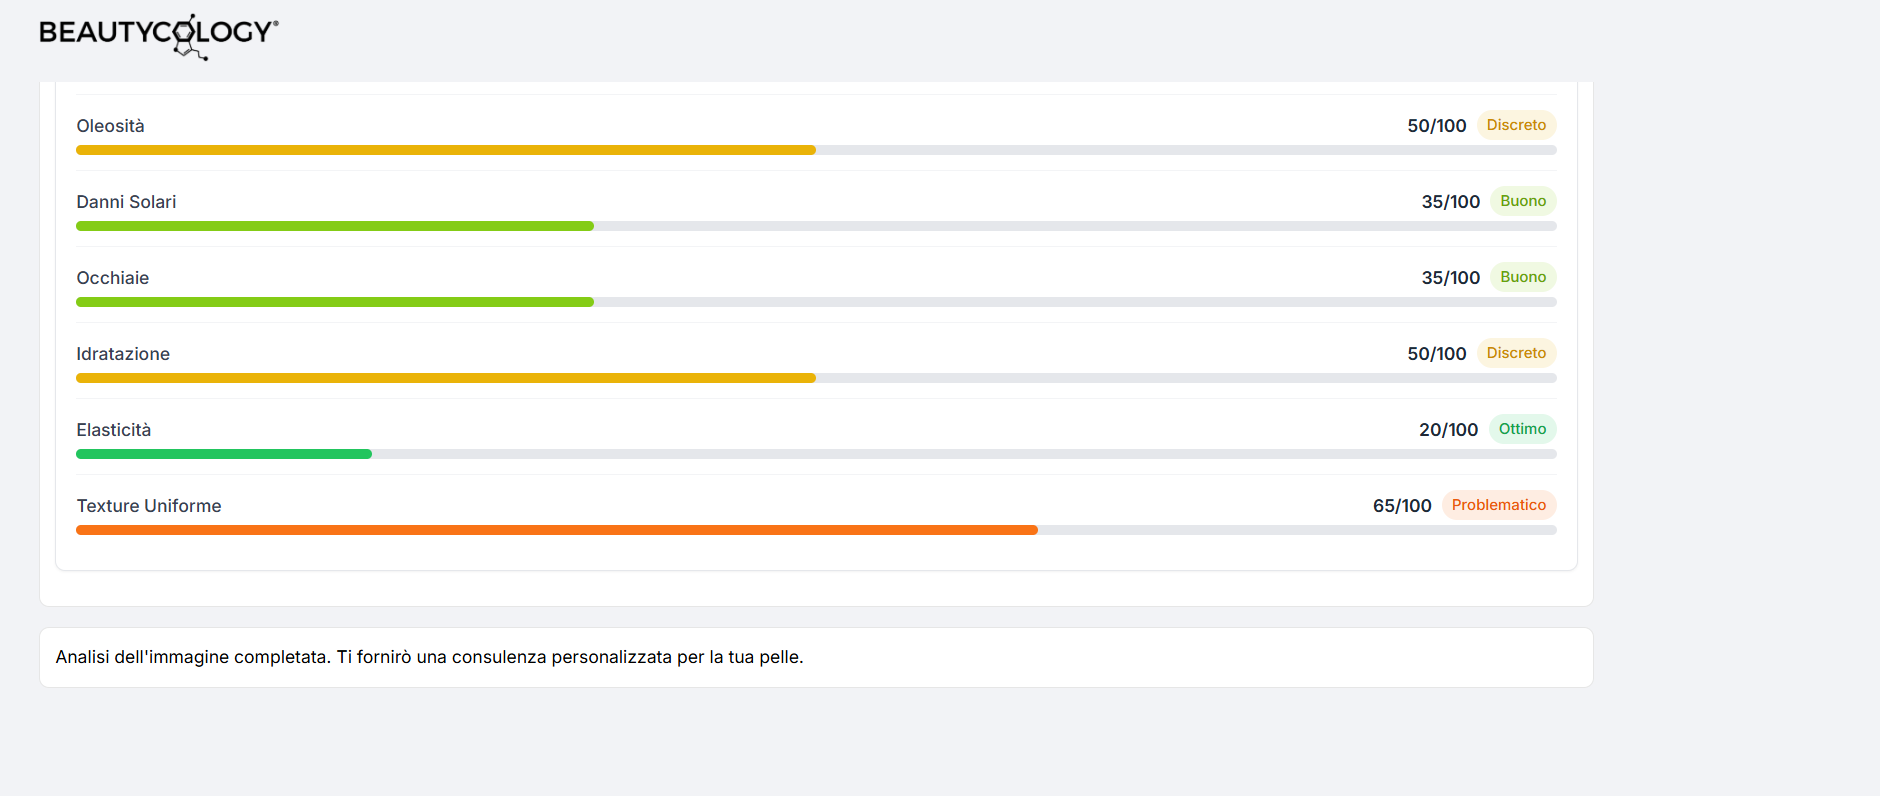 BEAUTYCOLOGY®
Oleosità 50/100 Discreto
Danni Solari 35/100 Buono
Occhiaie 35/100 Buono
Idratazione 50/100 Discreto
Elasticità 20/100 Ottimo
Texture Uniforme 65/100 Problematico
Analisi dell'immagine completata. Ti fornirò una consulenza personalizzata per la tua pelle.